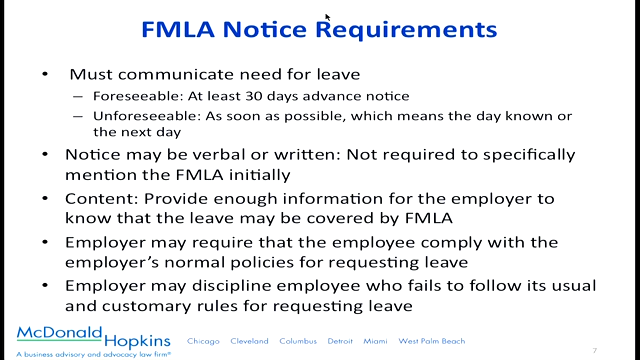 FMLA Notice Requirements
• Must communicate need for leave
– Foreseeable: At least 30 days advance notice
– Unforeseeable: As soon as possible, which means the day known or
the next day
• Notice may be verbal or written: Not required to specifically
mention the FMLA initially
• Content: Provide enough information for the employer to
know that the leave may be covered by FMLA
• Employer may require that the employee comply with the
employer's normal policies for requesting leave
• Employer may discipline employee who fails to follow its usual
and customary rules for requesting leave
McDonald
Hopkins
A business advisory and advocacy law firm®
Chicago Cleveland Columbus Detroit Miami West Palm Beach
7